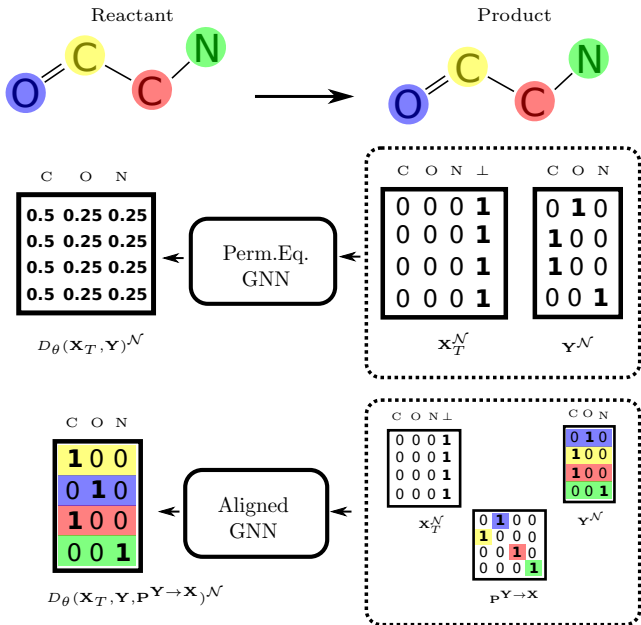 Reactant
Product
O C C N
O C C N
C O N
0.5 0.25 0.25
0.5 0.25 0.25
0.5 0.25 0.25
0.5 0.25 0.25
D_θ(X_T, Y)^𝒩
Perm.Eq.
GNN
C O N ⊥
0 0 0 1
0 0 0 1
0 0 0 1
0 0 0 1
X_T^𝒩
C O N
0 1 0
1 0 0
1 0 0
0 0 1
Y^𝒩
C O N
1 0 0
0 1 0
1 0 0
0 0 1
D_θ(X_T, Y, P^{Y→X})^𝒩
Aligned
GNN
C O N ⊥
0 0 0 1
0 0 0 1
0 0 0 1
0 0 0 1
X_T^𝒩
C O N
0 1 0
1 0 0
1 0 0
0 0 1
Y^𝒩
0 1 0 0
1 0 0 0
0 0 1 0
0 0 0 1
P^{Y→X}